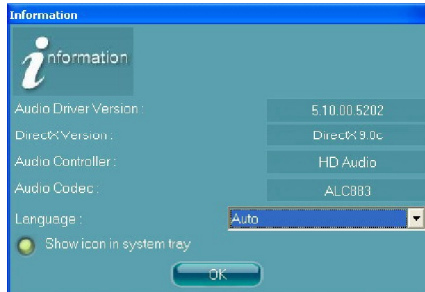 Information
information
Audio Driver Version : 5.10.00.5202
DirectX Version : DirectX 9.0c
Audio Controller : HD Audio
Audio Codec : ALC883
Language : Auto
Show icon in system tray
OK